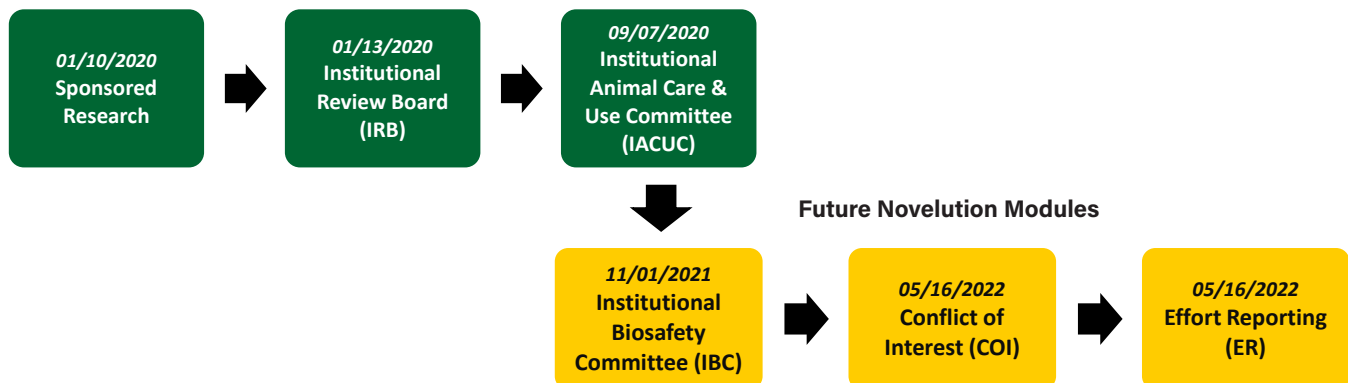 01/10/2020
Sponsored
Research
01/13/2020
Institutional
Review Board
(IRB)
09/07/2020
Institutional
Animal Care &
Use Committee
(IACUC)
Future Novelution Modules
11/01/2021
Institutional
Biosafety
Committee (IBC)
05/16/2022
Conflict of
Interest (COI)
05/16/2022
Effort Reporting
(ER)